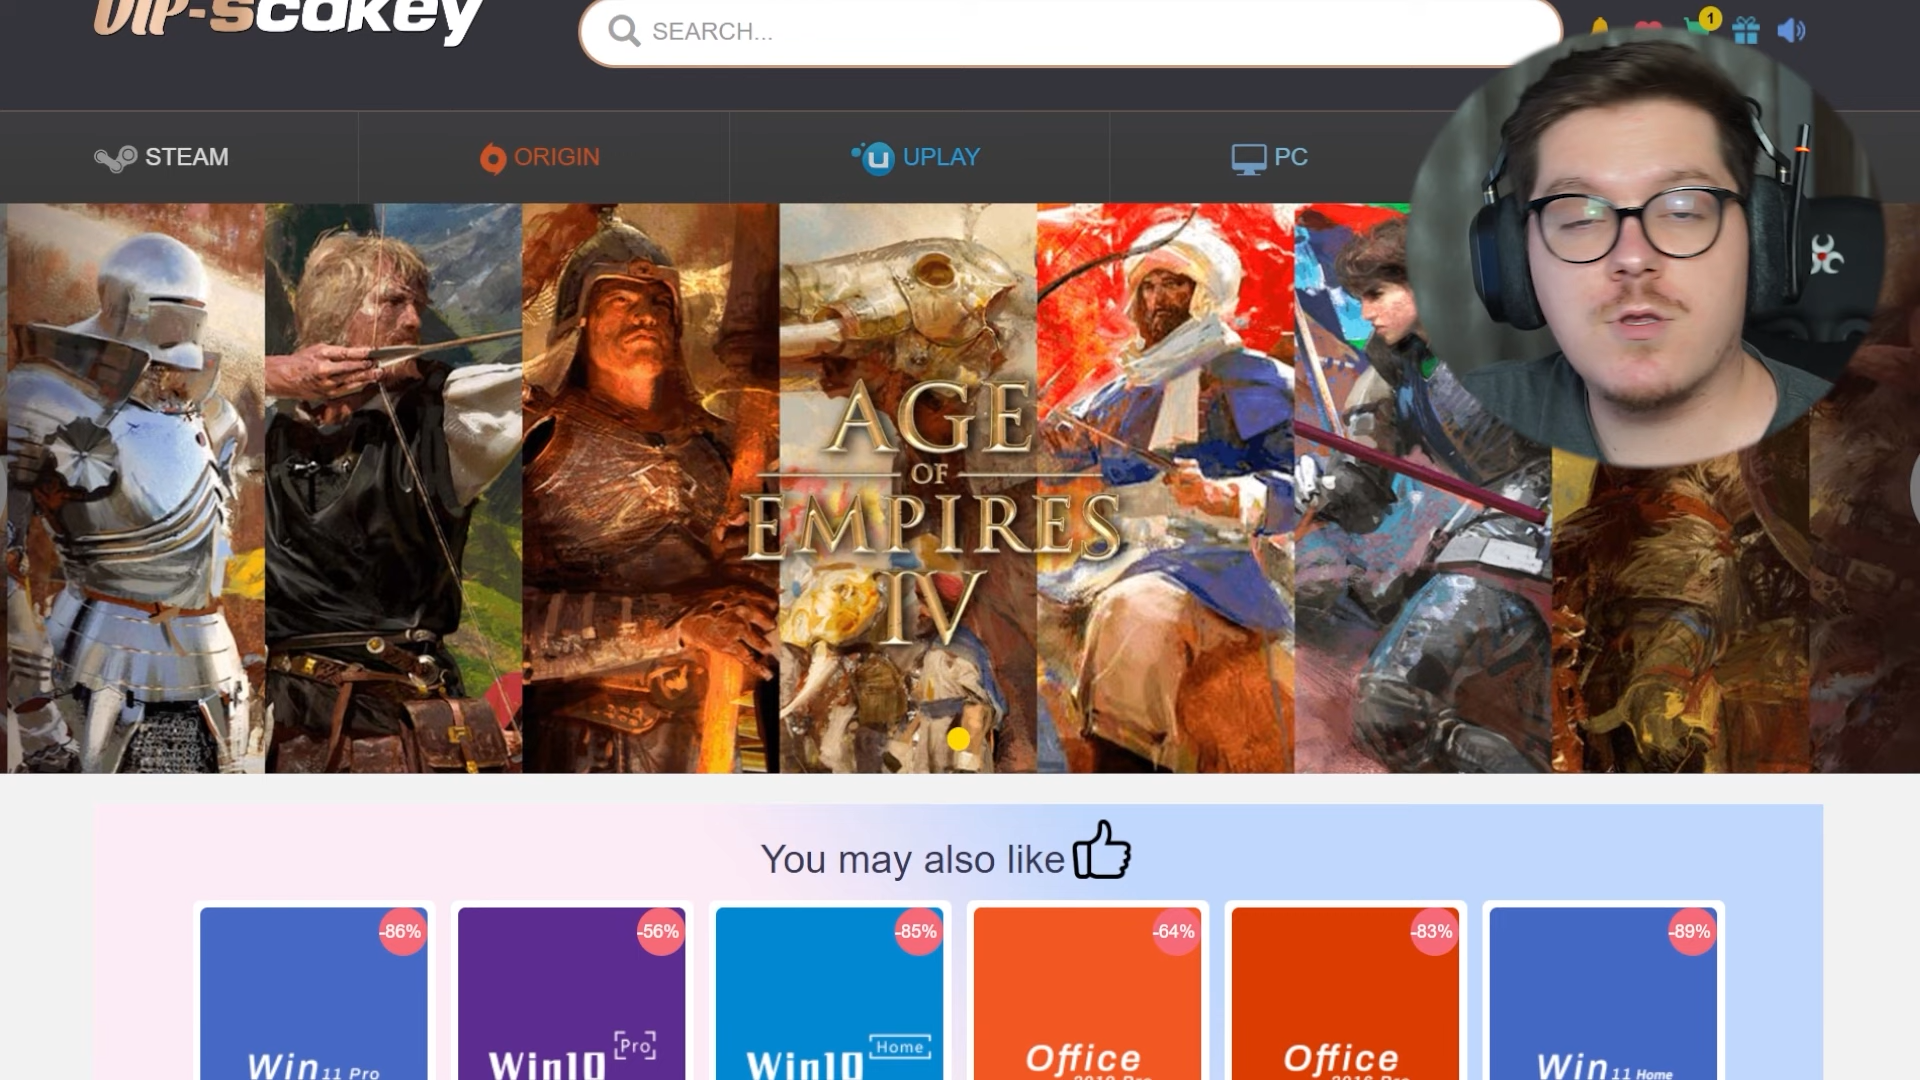 VIP-Scdkey
SEARCH...
1
STEAM
ORIGIN
UPLAY
PC
AGE
OF
EMPIRES
IV
You may also like
-86%
-56%
-85%
-64%
-83%
-89%
Win 11 Pro
Win10 Pro
Win10 Home
Office
Office
Win 11 Home